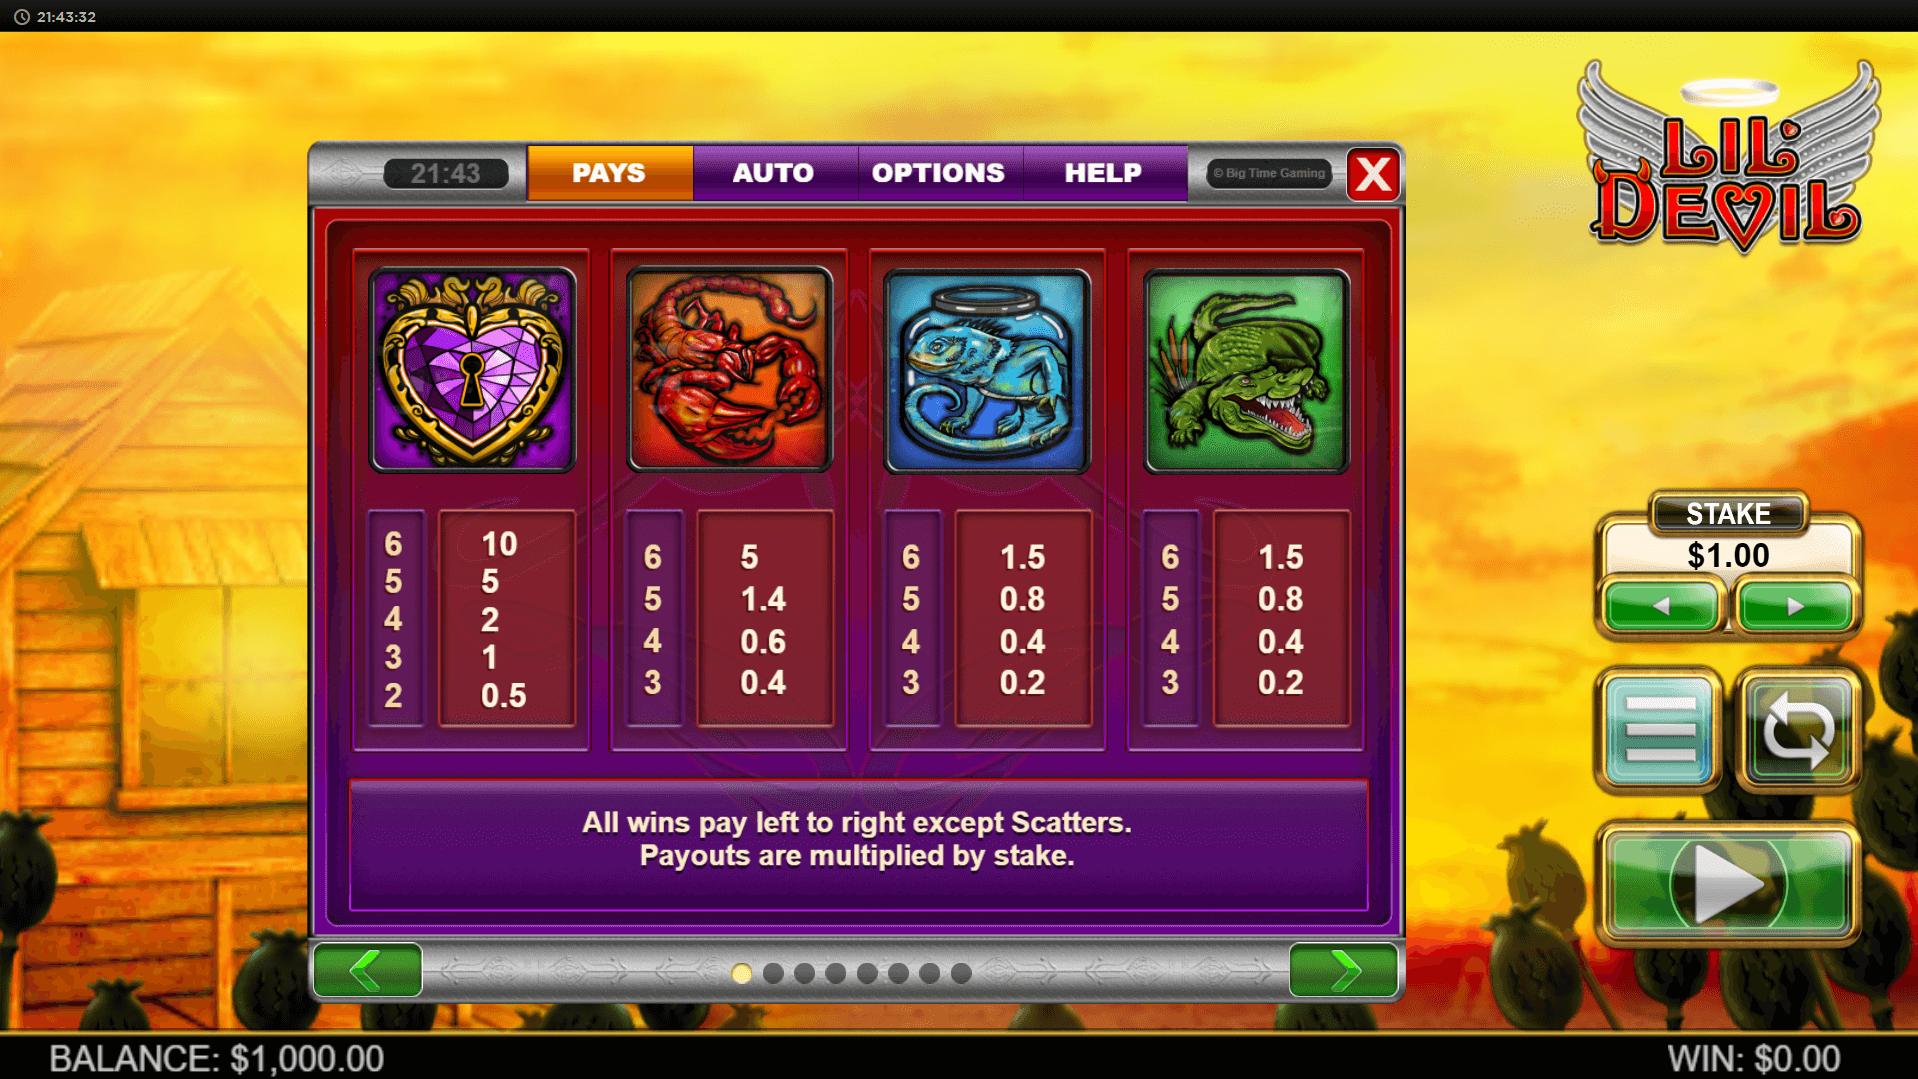 21:43:32
LIL'
DEVIL
21:43
PAYS
AUTO
OPTIONS
HELP
© Big Time Gaming
X
6 10
5 5
4 2
3 1
2 0.5
6 5
5 1.4
4 0.6
3 0.4
6 1.5
5 0.8
4 0.4
3 0.2
6 1.5
5 0.8
4 0.4
3 0.2
All wins pay left to right except Scatters.
Payouts are multiplied by stake.
STAKE
$1.00
BALANCE: $1,000.00
WIN: $0.00